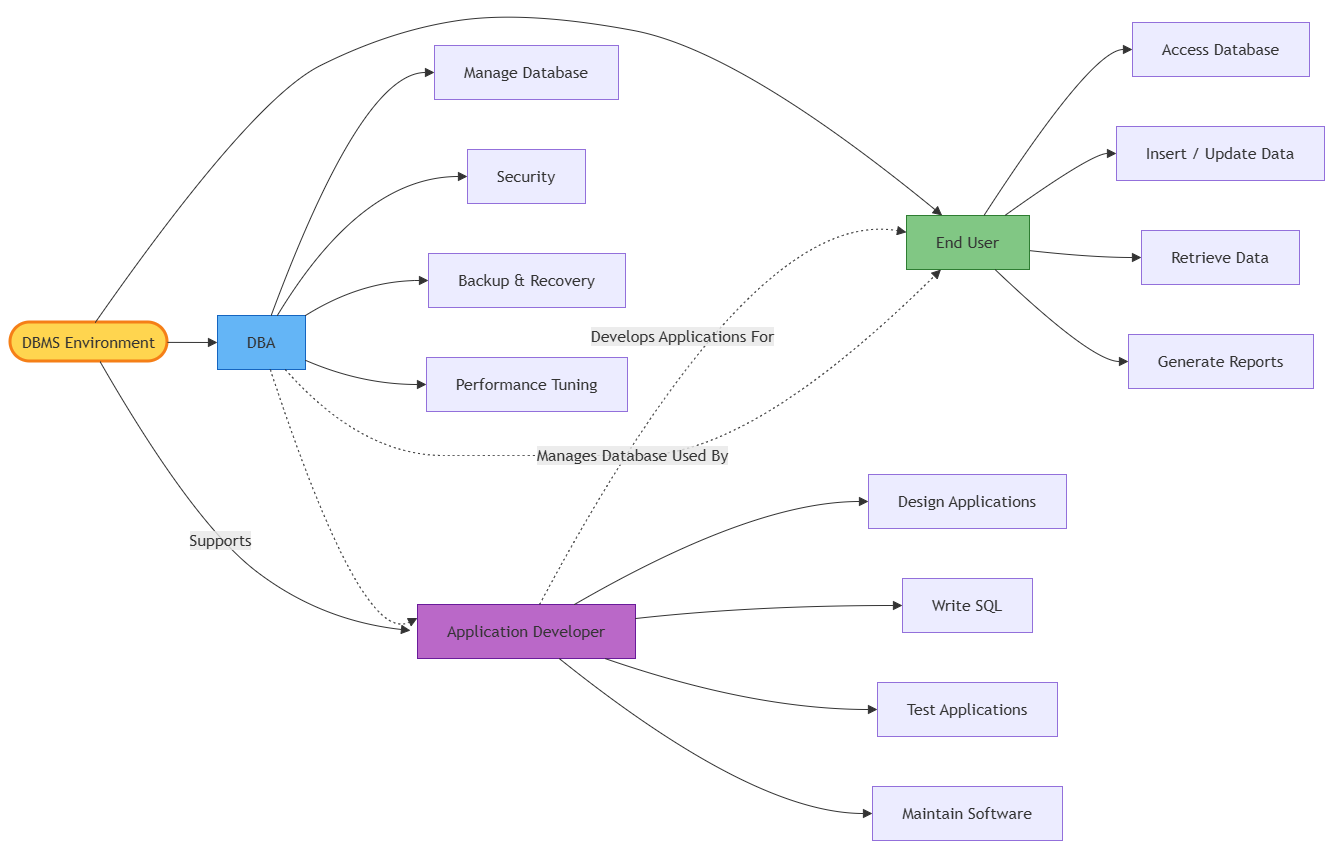 Access Database
Manage Database
Insert / Update Data
Security
End User
Retrieve Data
Backup & Recovery
Develops Applications For
DBMS Environment
DBA
Generate Reports
Performance Tuning
Manages Database Used By
Design Applications
Supports
Write SQL
Application Developer
Test Applications
Maintain Software